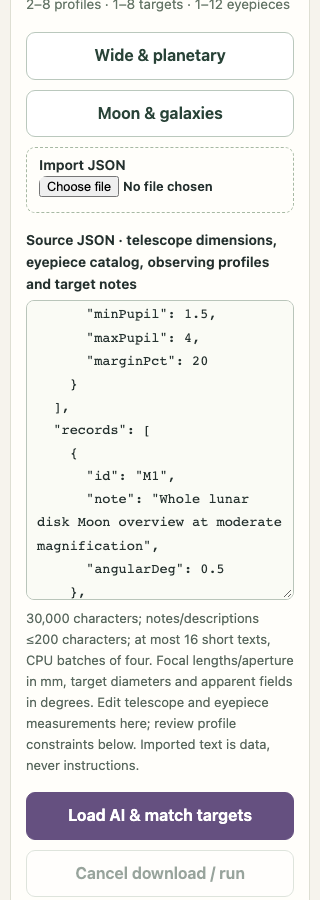 2–8 profiles · 1–8 targets · 1–12 eyepieces
Wide & planetary
Moon & galaxies
Import JSON
Choose file No file chosen
Source JSON · telescope dimensions,
eyepiece catalog, observing profiles
and target notes
"minPupil": 1.5,
"maxPupil": 4,
"marginPct": 20
}
],
"records": [
{
"id": "M1",
"note": "Whole lunar
disk Moon overview at moderate
magnification",
"angularDeg": 0.5
},
30,000 characters; notes/descriptions
≤200 characters; at most 16 short texts,
CPU batches of four. Focal lengths/aperture
in mm, target diameters and apparent fields
in degrees. Edit telescope and eyepiece
measurements here; review profile
constraints below. Imported text is data,
never instructions.
Load AI & match targets
Cancel download / run